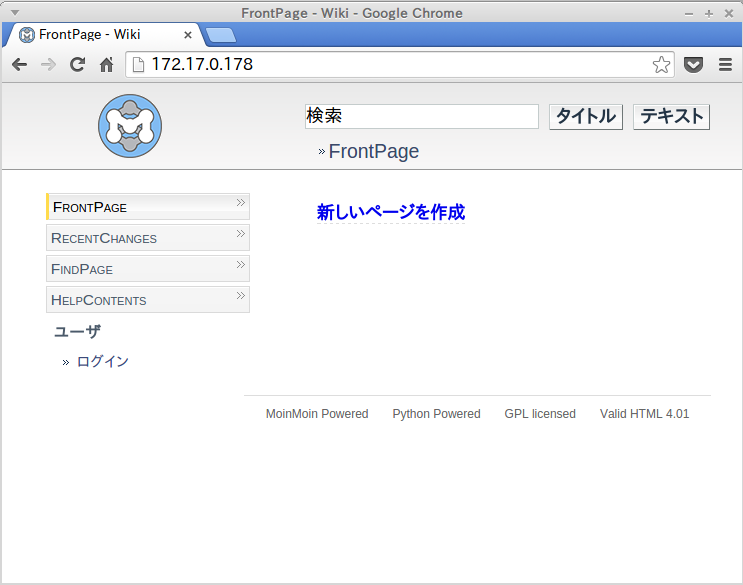 FrontPage - Wiki - Google Chrome
FrontPage - Wiki
172.17.0.178
検索 タイトル テキスト
» FrontPage
FRONTPAGE
RECENTCHANGES
FINDPAGE
HELPCONTENTS
ユーザ
» ログイン
新しいページを作成
MoinMoin Powered Python Powered GPL licensed Valid HTML 4.01